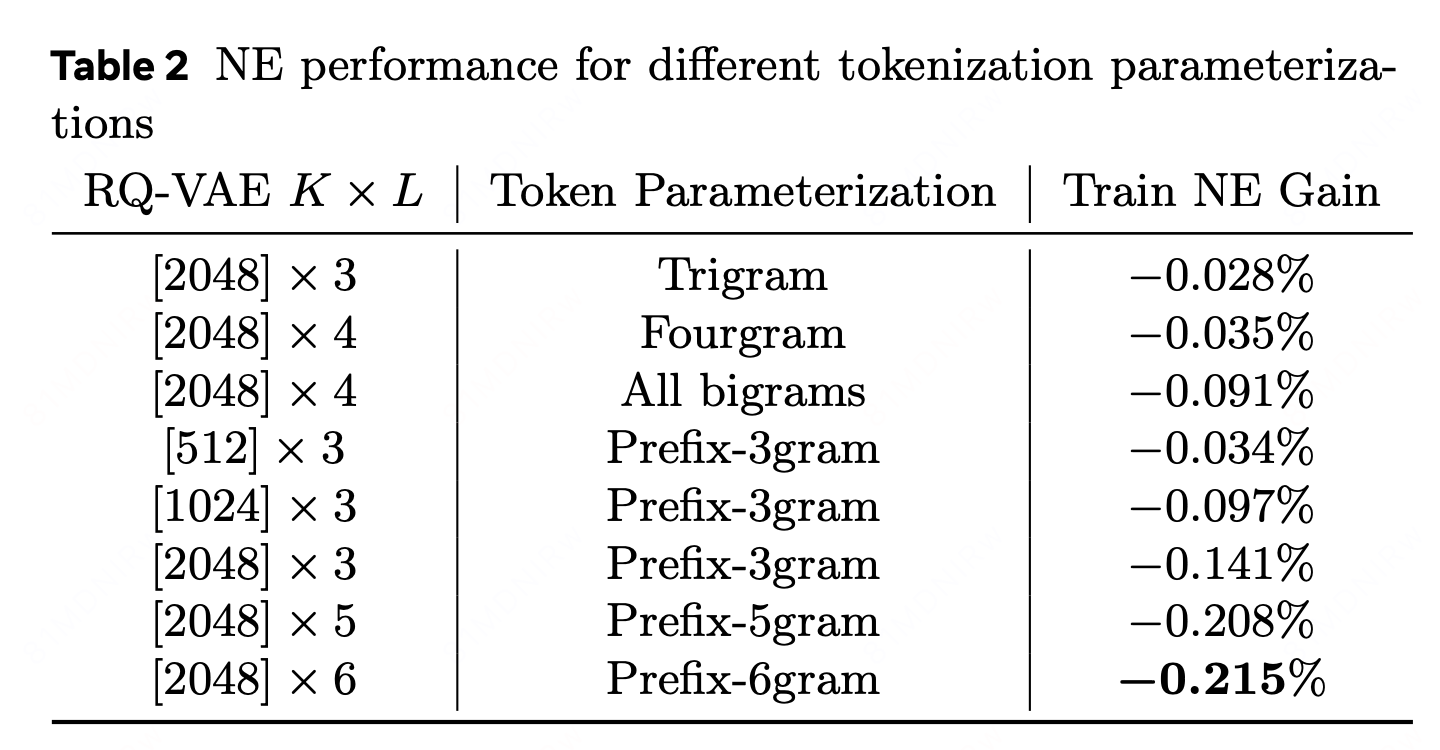 Table 2 NE performance for different tokenization parameteriza-
tions
RQ-VAE K × L | Token Parameterization | Train NE Gain
[2048] × 3 | Trigram | −0.028%
[2048] × 4 | Fourgram | −0.035%
[2048] × 4 | All bigrams | −0.091%
[512] × 3 | Prefix-3gram | −0.034%
[1024] × 3 | Prefix-3gram | −0.097%
[2048] × 3 | Prefix-3gram | −0.141%
[2048] × 5 | Prefix-5gram | −0.208%
[2048] × 6 | Prefix-6gram | −0.215%